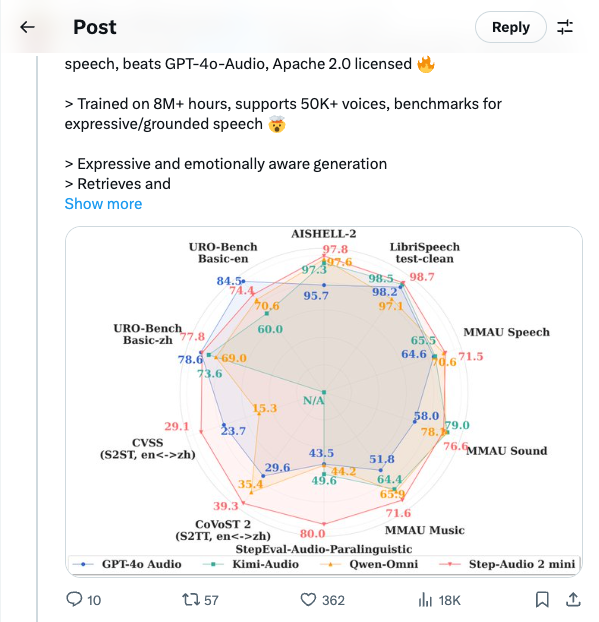 Post
Reply
speech, beats GPT-4o-Audio, Apache 2.0 licensed 🔥
> Trained on 8M+ hours, supports 50K+ voices, benchmarks for
expressive/grounded speech 🤯
> Expressive and emotionally aware generation
> Retrieves and
Show more
AISHELL-2
97.8
97.6
97.3
95.7
LibriSpeech
test-clean
98.5
98.7
98.2
97.1
URO-Bench
Basic-en
84.5
74.4
70.6
60.0
MMAU Speech
65.5
64.6
70.6
71.5
URO-Bench
Basic-zh
77.8
78.6
69.0
73.6
N/A
58.0
79.0
78.1
76.6
MMAU Sound
15.3
29.1
23.7
CVSS
(S2ST, en<->zh)
43.5
44.2
49.6
51.8
64.4
65.9
71.6
MMAU Music
29.6
35.4
39.3
CoVoST 2
(S2TT, en<->zh)
80.0
StepEval-Audio-Paralinguistic
GPT-4o Audio
Kimi-Audio
Qwen-Omni
Step-Audio 2 mini
10
57
362
18K